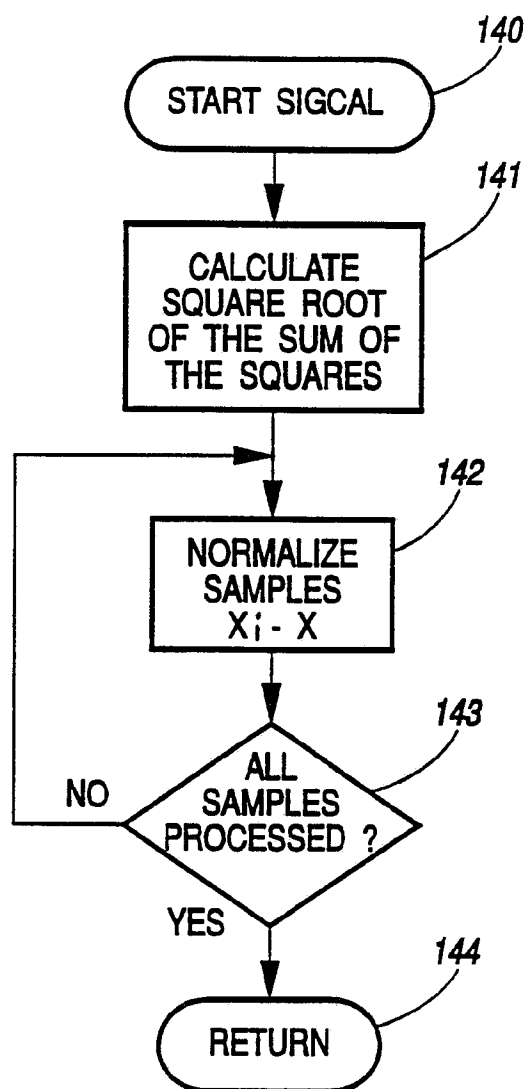 140
START SIGCAL
141
CALCULATE
SQUARE ROOT
OF THE SUM OF
THE SQUARES
142
NORMALIZE
SAMPLES
Xi - X
143
ALL
SAMPLES
PROCESSED ?
NO
YES
144
RETURN